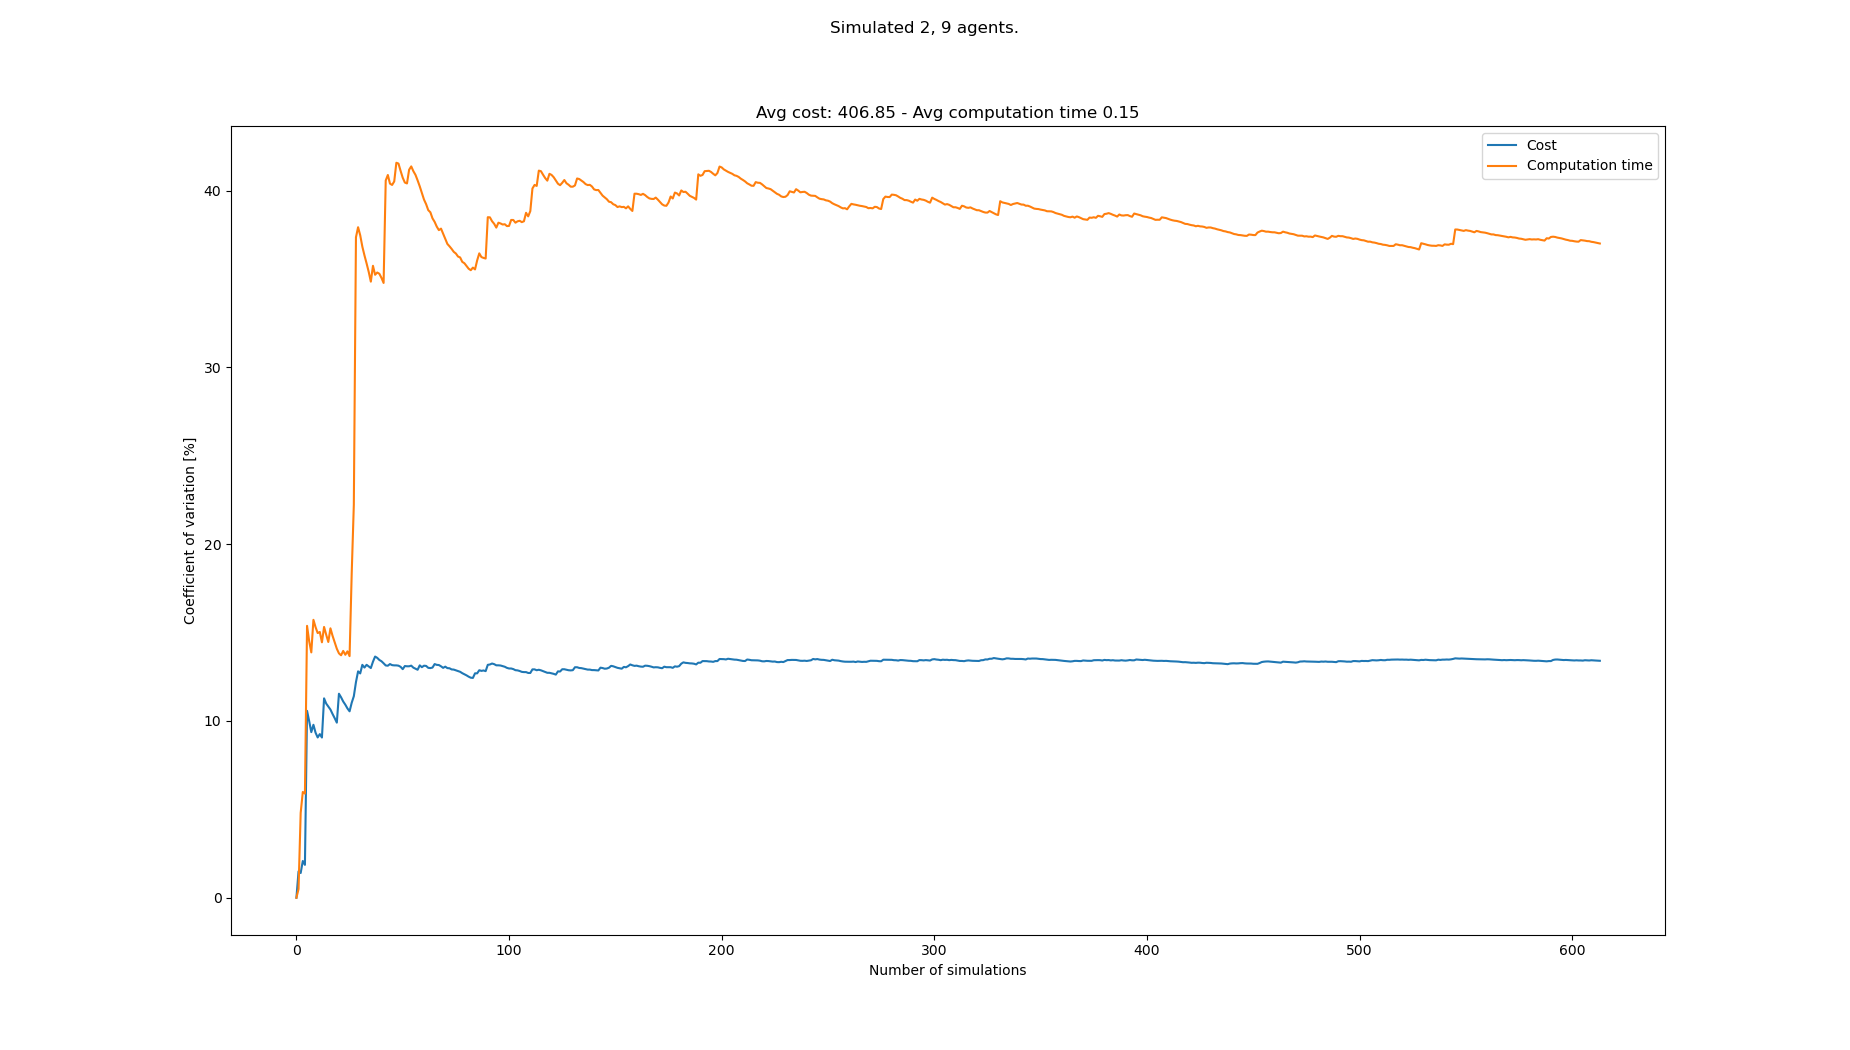 Simulated 2, 9 agents.
Avg cost: 406.85 - Avg computation time 0.15
Cost
Computation time
Coefficient of variation [%]
40
30
20
10
0
0 100 200 300 400 500 600
Number of simulations